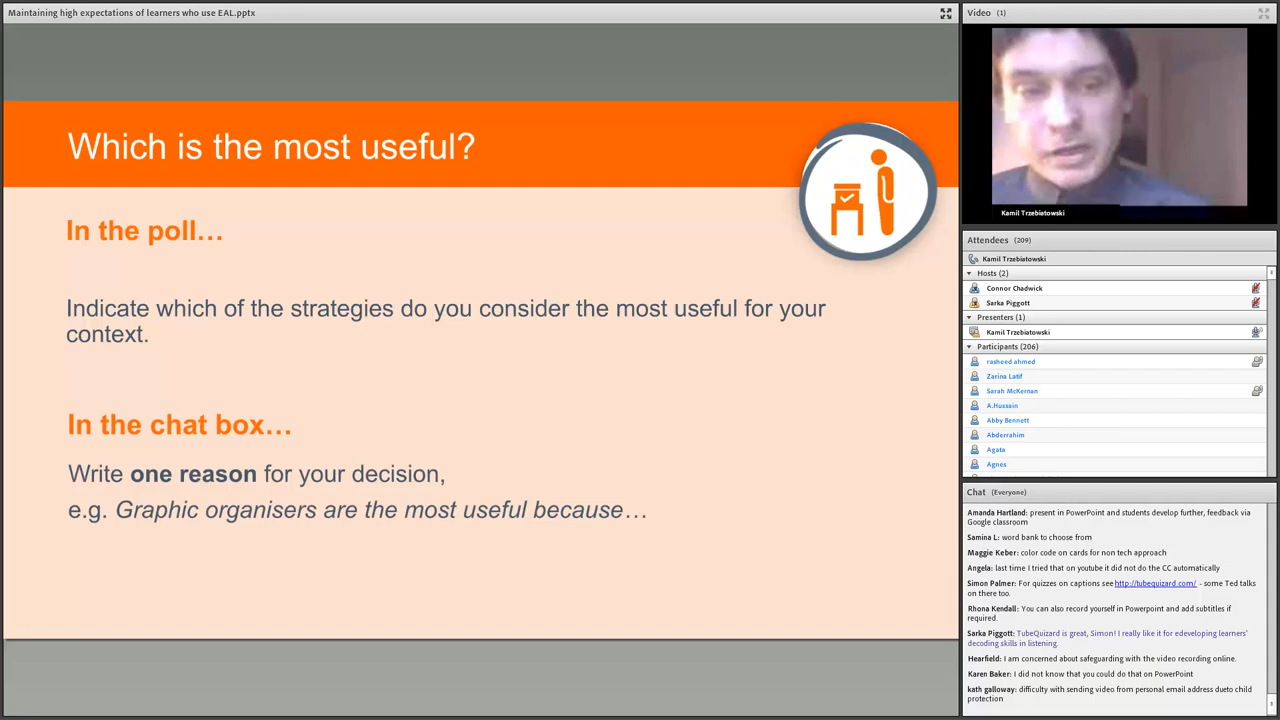 Maintaining high expectations of learners who use EAL.pptx
Which is the most useful?
In the poll…
Indicate which of the strategies do you consider the most useful for your
context.
In the chat box…
Write one reason for your decision,
e.g. Graphic organisers are the most useful because…
Video (1)
Kamil Trzebiatowski
Attendees (209)
Kamil Trzebiatowski
Hosts (2)
Connor Chadwick
Sarka Piggott
Presenters (1)
Kamil Trzebiatowski
Participants (206)
rasheed ahmed
Zarina Latif
Sarah McKernan
A.Hussain
Abby Bennett
Abderrahim
Agata
Agnes
Chat (Everyone)
Amanda Hartland: present in PowerPoint and students develop further, feedback via
Google classroom
Samina L: word bank to choose from
Maggie Keber: color code on cards for non tech approach
Angela: last time I tried that on youtube it did not do the CC automatically
Simon Palmer: For quizzes on captions see http://tubequizard.com/ - some Ted talks
on there too.
Rhona Kendall: You can also record yourself in Powerpoint and add subtitles if
required.
Sarka Piggott: TubeQuizard is great, Simon! I really like it for edeveloping learners'
decoding skills in listening.
Hearfield: I am concerned about safeguarding with the video recording online.
Karen Baker: I did not know that you could do that on PowerPoint
kath galloway: difficulty with sending video from personal email address dueto child
protection